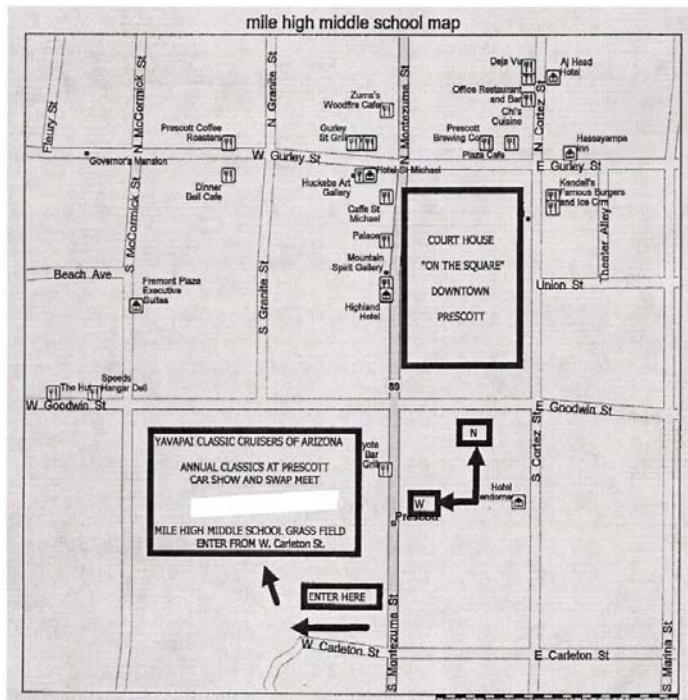 mile high middle school map
Deja Vu
Aj Head
Hotel
Fleury St
N McCormick St
N Granite St
N Montezuma St
N Cortez St
Zuma's
Woodfire Cafe
Office Restaurant
and Bar
Chi's
Cuisine
Prescott Coffee
Roasters
Gurley
St Grill
Prescott
Brewing Co
Plaza Cafe
Hassayampa
Inn
Governor's Mansion
W Gurley St
E Gurley St
Dinner
Bell Cafe
Hotel St Michael
Huckeba Art
Gallery
Caffe St
Michael
Kendall's
Famous Burgers
and Ice Crm
Palace
Mountain
Spirit Gallery
Highland
Hotel
COURT HOUSE
"ON THE SQUARE"
DOWNTOWN
PRESCOTT
Theater Alley
S McCormick St
S Granite St
Beach Ave
Union St
Fremont Plaza
Executive
Suites
The Hut
Speeds
Hangar Deli
89
W Goodwin St
E Goodwin St
YAVAPAI CLASSIC CRUISERS OF ARIZONA
ANNUAL CLASSICS AT PRESCOTT
CAR SHOW AND SWAP MEET
MILE HIGH MIDDLE SCHOOL GRASS FIELD
ENTER FROM W. Carleton St.
yote
Bar
Grill
N
W
Prescott
Hotel
S Cortez St
ENTER HERE
S Montezuma St
S Marina St
W Carleton St
E Carleton St